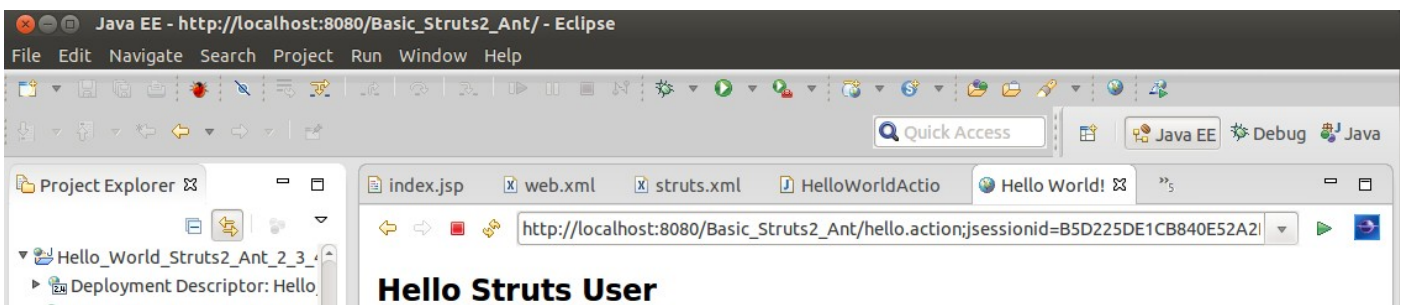 Java EE - http://localhost:8080/Basic_Struts2_Ant/ - Eclipse
File Edit Navigate Search Project Run Window Help
Quick Access
Java EE Debug Java
Project Explorer
index.jsp web.xml struts.xml HelloWorldActio Hello World! »5
http://localhost:8080/Basic_Struts2_Ant/hello.action;jsessionid=B5D225DE1CB840E52A2
Hello_World_Struts2_Ant_2_3_
Deployment Descriptor: Hello_
Hello Struts User